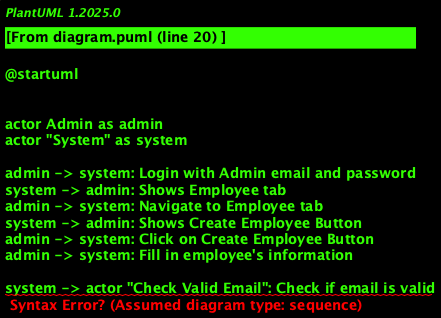 PlantUML 1.2025.0
[From diagram.puml (line 20) ]
@startuml
actor Admin as admin
actor "System" as system
admin -> system: Login with Admin email and password
system -> admin: Shows Employee tab
admin -> system: Navigate to Employee tab
system -> admin: Shows Create Employee Button
admin -> system: Click on Create Employee Button
admin -> system: Fill in employee's information
system -> actor "Check Valid Email": Check if email is valid
Syntax Error? (Assumed diagram type: sequence)